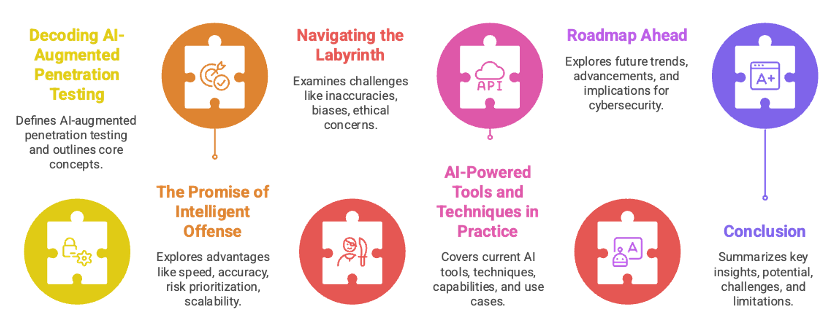 Decoding AI-
Augmented
Penetration
Testing
Defines AI-augmented
penetration testing
and outlines core
concepts.
The Promise of
Intelligent
Offense
Explores advantages
like speed, accuracy,
risk prioritization,
scalability.
Navigating the
Labyrinth
Examines challenges
like inaccuracies,
biases, ethical
concerns.
API
AI-Powered
Tools and
Techniques in
Practice
Covers current AI
tools, techniques,
capabilities, and use
cases.
Roadmap Ahead
Explores future trends,
advancements, and
implications for
cybersecurity.
A
A+
Conclusion
Summarizes key
insights, potential,
challenges, and
limitations.